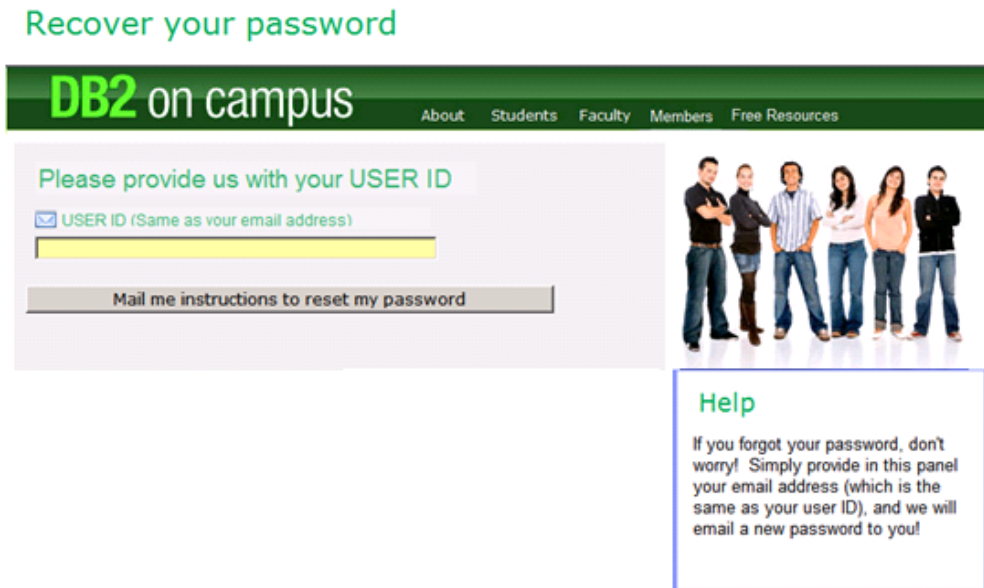 Recover your password
DB2 on campus
About Students Faculty Members Free Resources
Please provide us with your USER ID
USER ID (Same as your email address)
Mail me instructions to reset my password
Help
If you forgot your password, don't
worry!  Simply provide in this panel
your email address (which is the
same as your user ID), and we will
email a new password to you!